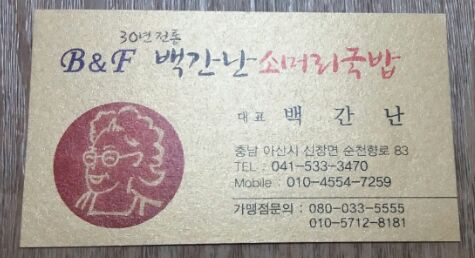 30년전통
B&F 백간난 쇠머리국밥
대표 백 간 난
충남 아산시 신창면 순천향로 83
TEL : 041-533-3470
Mobile : 010-4554-7259
가맹점문의 : 080-033-5555
010-5712-8181